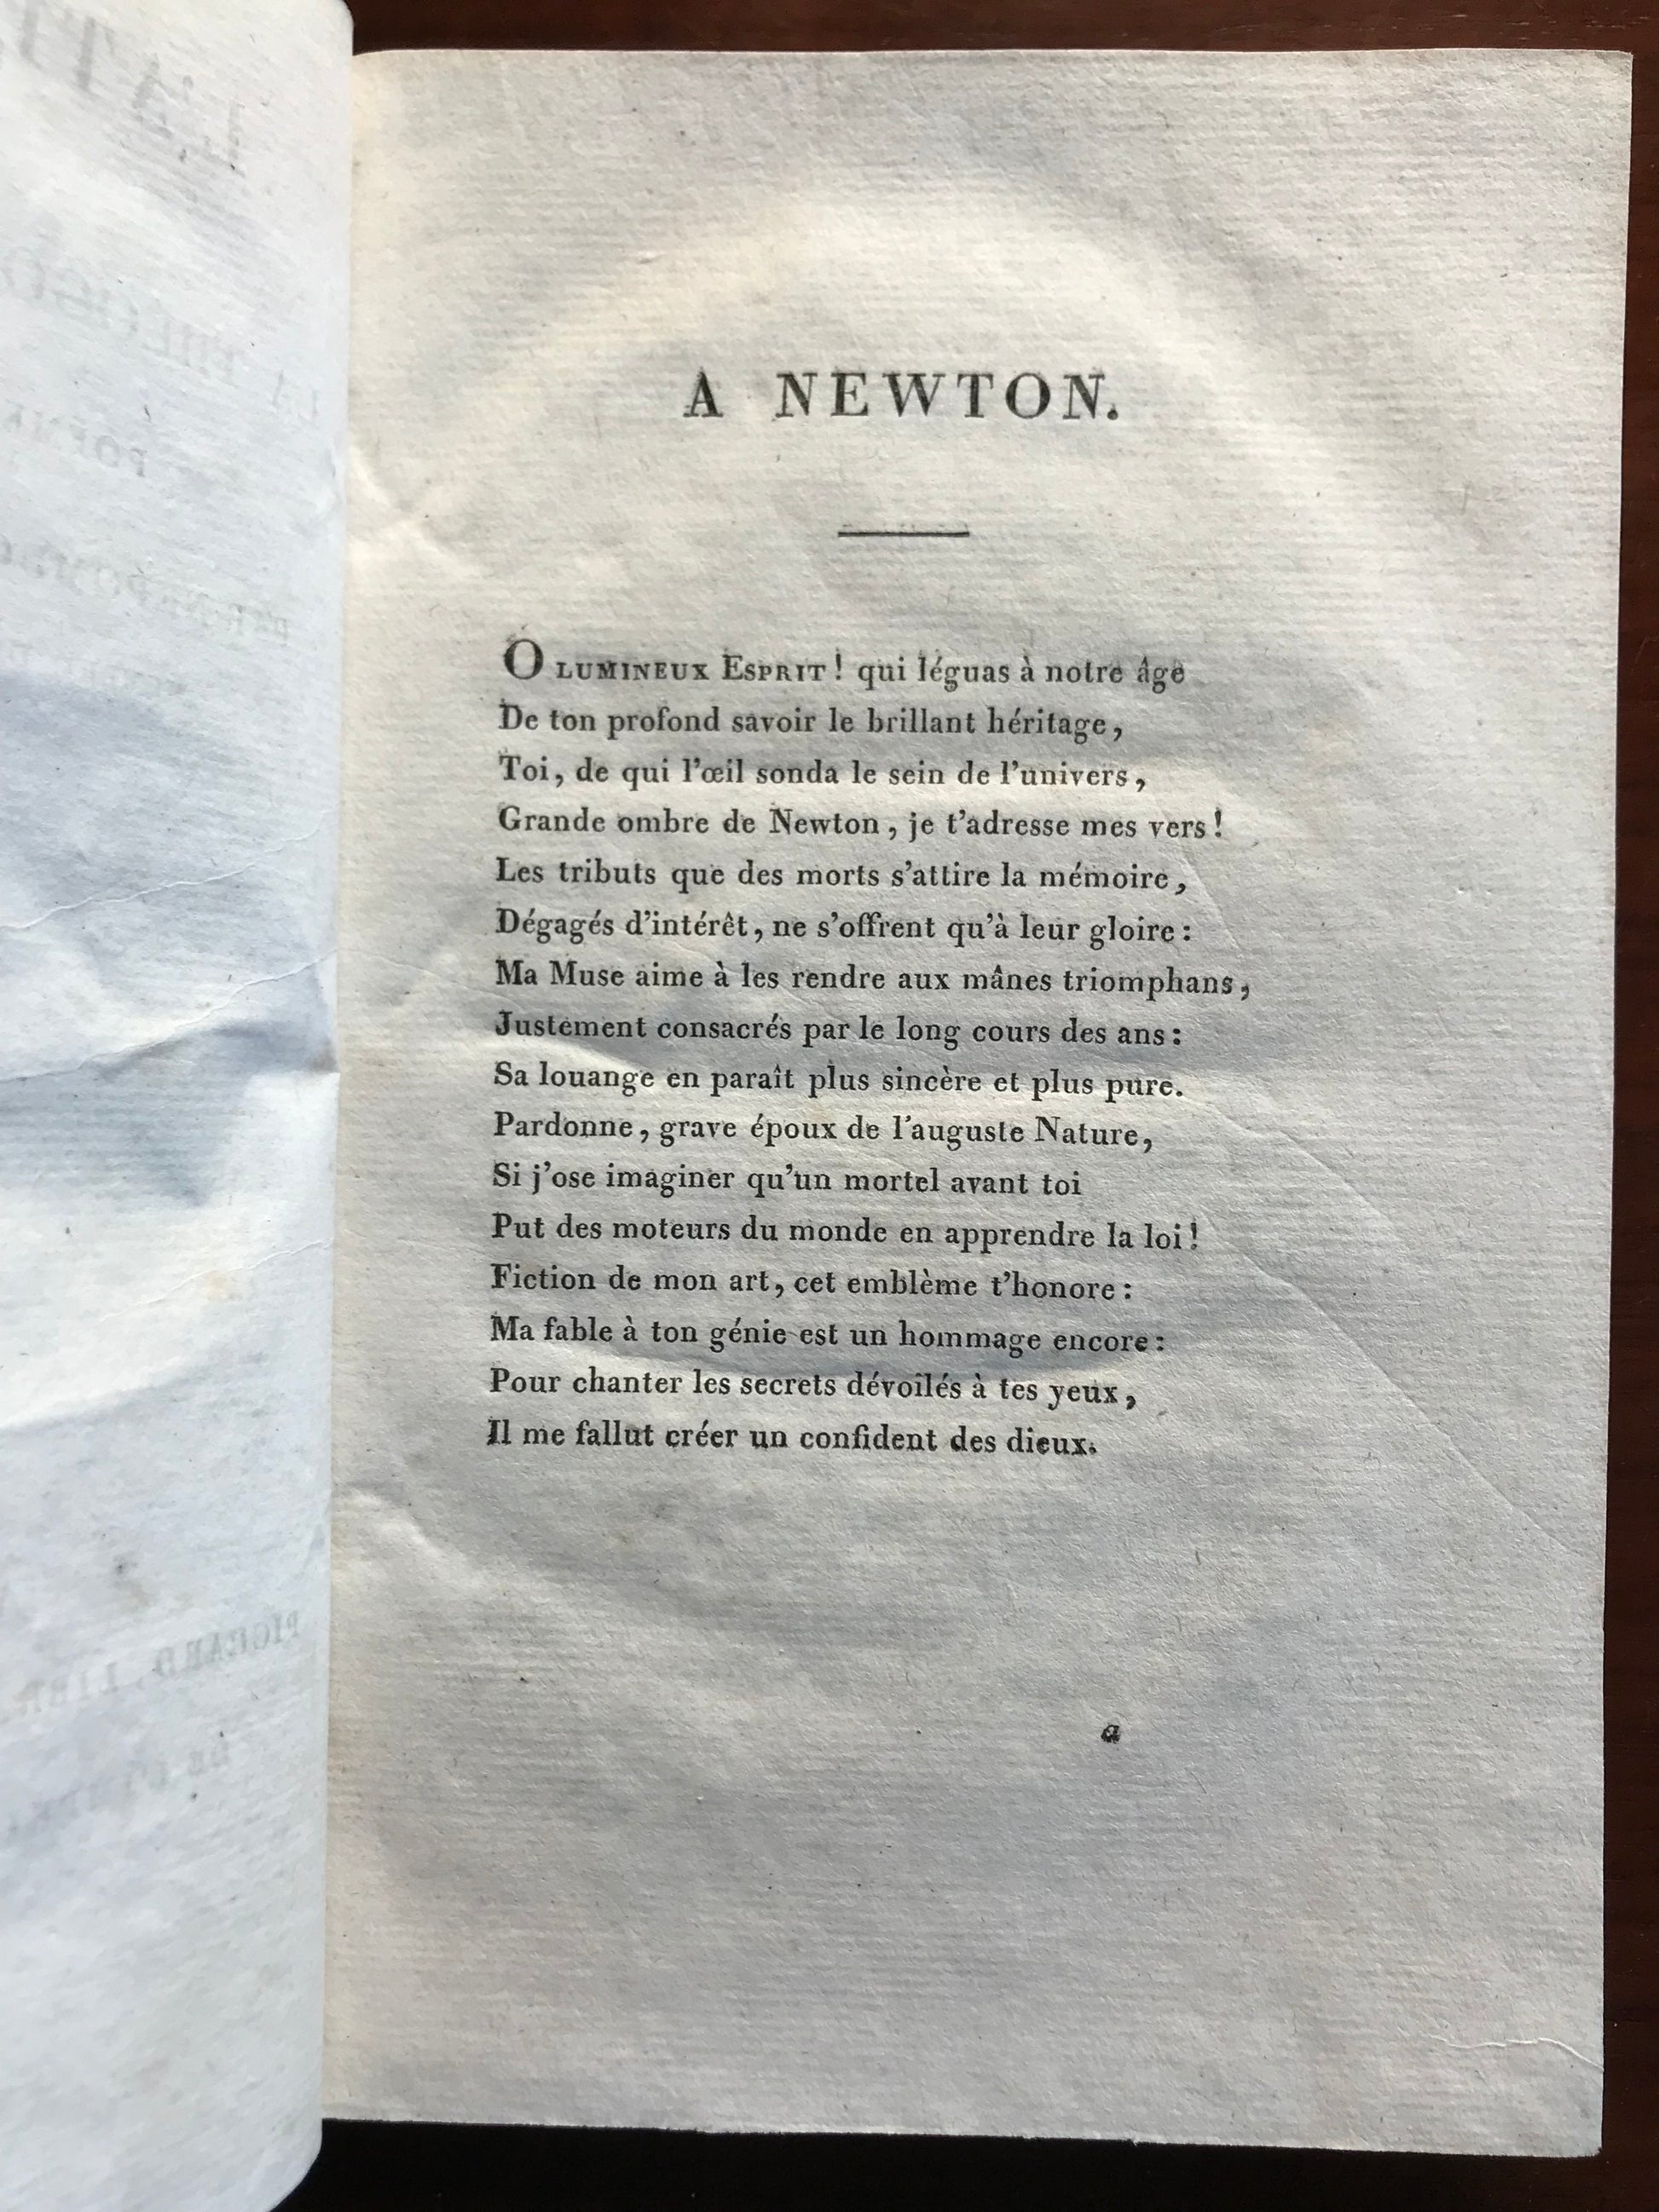 A NEWTON.
O LUMINEUX ESPRIT ! qui léguas à notre âge
De ton profond savoir le brillant héritage,
Toi, de qui l'œil sonda le sein de l'univers,
Grande ombre de Newton, je t'adresse mes vers !
Les tributs que des morts s'attire la mémoire,
Dégagés d'intérêt, ne s'offrent qu'à leur gloire :
Ma Muse aime à les rendre aux mânes triomphans,
Justement consacrés par le long cours des ans :
Sa louange en paraît plus sincère et plus pure.
Pardonne, grave époux de l'auguste Nature,
Si j'ose imaginer qu'un mortel avant toi
Put des moteurs du monde en apprendre la loi !
Fiction de mon art, cet emblème t'honore :
Ma fable à ton génie est un hommage encore :
Pour chanter les secrets dévoilés à tes yeux,
Il me fallut créer un confident des dieux.
a